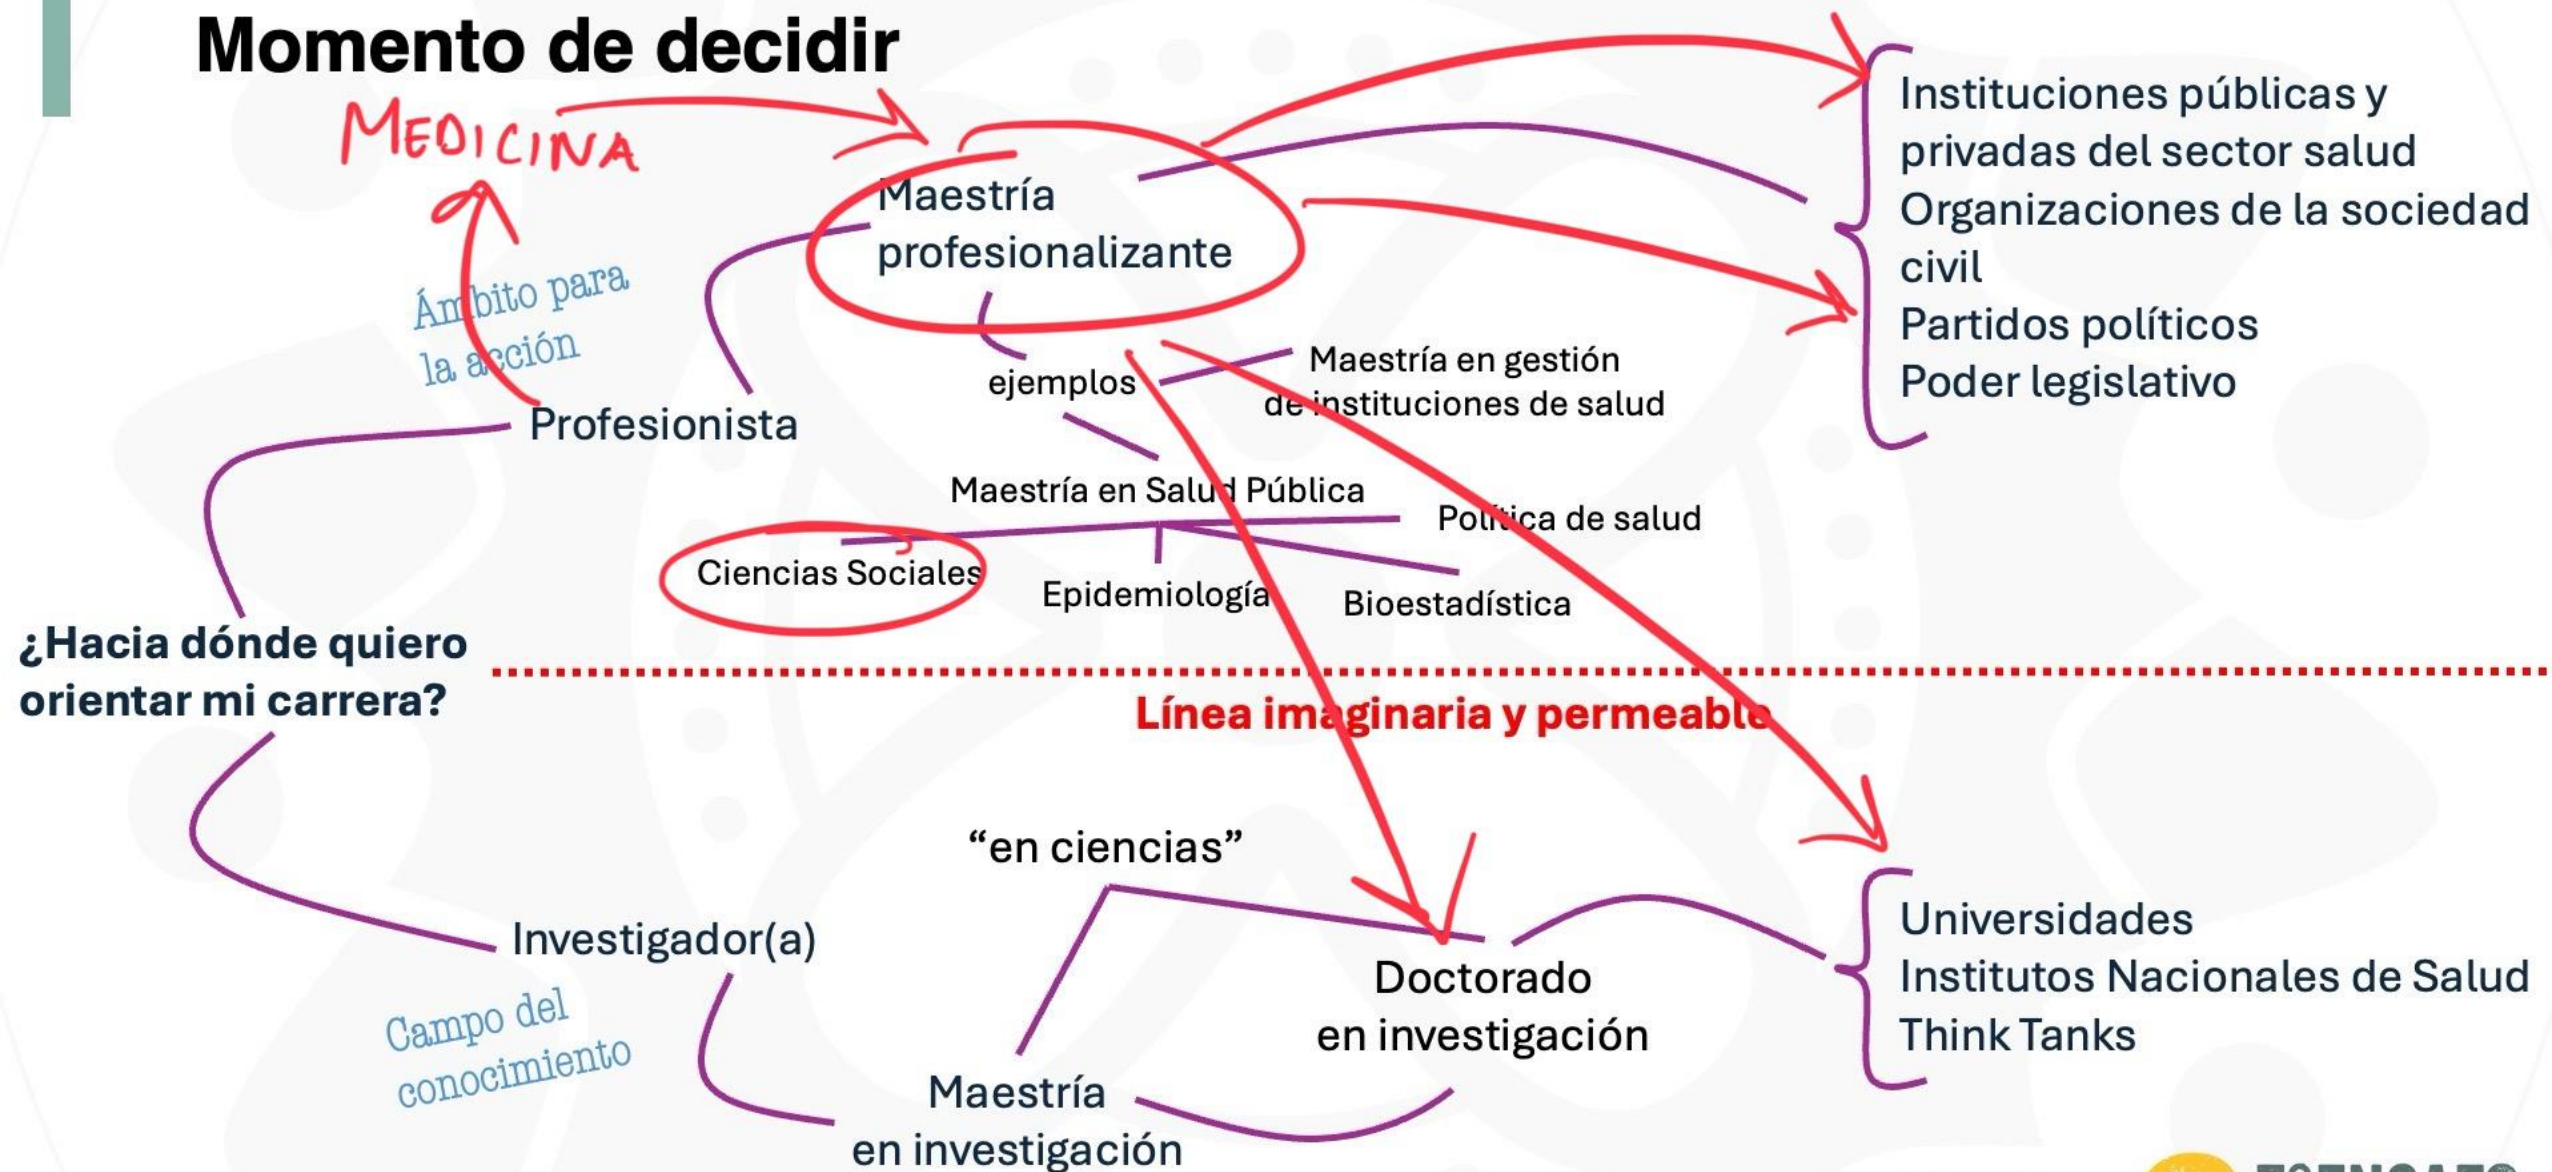 Momento de decidir
MEDICINA
Instituciones públicas y
privadas del sector salud
Organizaciones de la sociedad
civil
Partidos políticos
Poder legislativo
Maestría
profesionalizante
Ámbito para
la acción
Profesionista
ejemplos
Maestría en gestión
de instituciones de salud
Maestría en Salud Pública
Política de salud
Ciencias Sociales
Epidemiología
Bioestadística
¿Hacia dónde quiero
orientar mi carrera?
Línea imaginaria y permeable
"en ciencias"
Investigador(a)
Campo del
conocimiento
Doctorado
en investigación
Maestría
en investigación
Universidades
Institutos Nacionales de Salud
Think Tanks